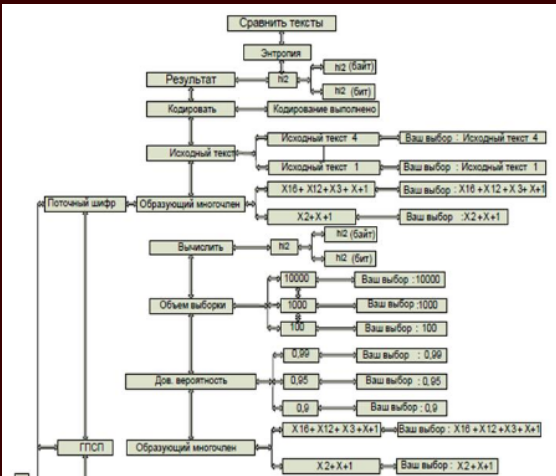 Сравнить тексты
Энтропия
Результат
hi2
hi2 (байт)
hi2 (бит)
Кодировать
Кодирование выполнено
Исходный текст
Исходный текст 4
Ваш выбор : Исходный текст 4
Исходный текст 1
Ваш выбор : Исходный текст 1
Поточный шифр
Образующий многочлен
X16+ X12+X3+ X+1
Ваш выбор : X16+X12+X3+X+1
X2+X+1
Ваш выбор :X2+X+1
Вычислить
hi2
hi2 (байт)
hi2 (бит)
Объем выборки
10000
Ваш выбор : 10000
1000
Ваш выбор :1000
100
Ваш выбор : 100
Дов. вероятность
0,99
Ваш выбор : 0,99
0,95
Ваш выбор : 0,95
0,9
Ваш выбор : 0,9
ГПСП
Образующий многочлен
X16+ X12+ X3+ X+1
Ваш выбор : X16 +X12+X3+X+1
X2+X+1
Ваш выбор : X2+X+1